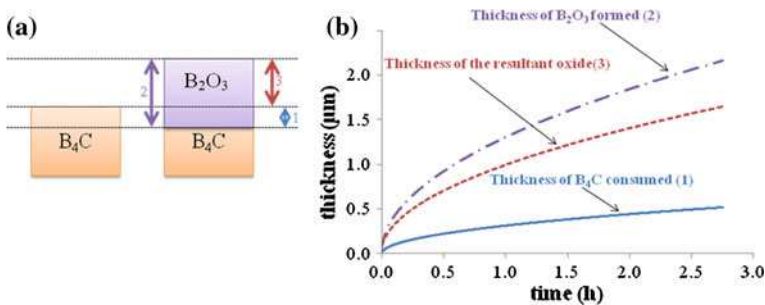 (a)
B₂O₃
2
3
1
B₄C
B₄C
(b)
Thickness of B₂O₃ formed (2)
Thickness of the resultant oxide(3)
Thickness of B₄C consumed (1)
thickness (μm)
2.0
1.5
1.0
0.5
0.0
0.0 0.5 1.0 1.5 2.0 2.5 3.0
time (h)